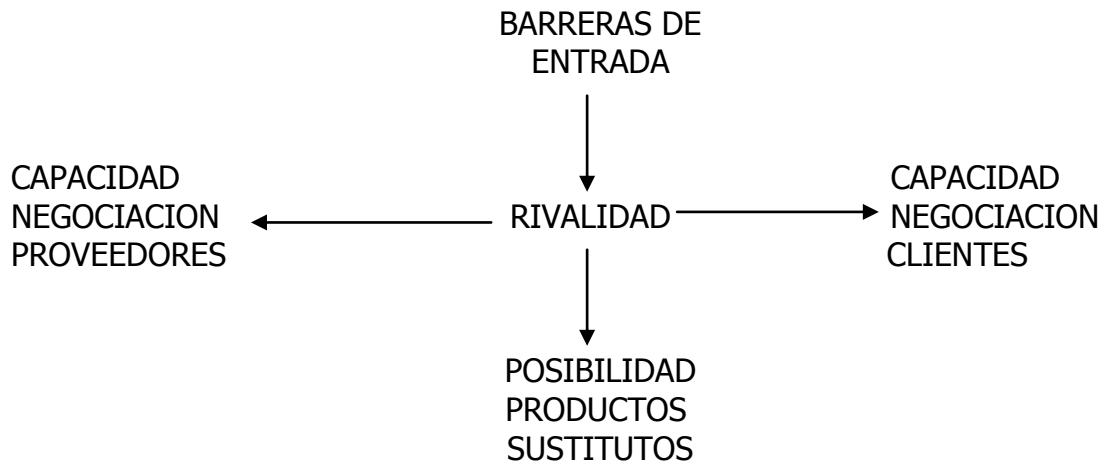 BARRERAS DE
ENTRADA
CAPACIDAD
NEGOCIACION
PROVEEDORES
RIVALIDAD
CAPACIDAD
NEGOCIACION
CLIENTES
POSIBILIDAD
PRODUCTOS
SUSTITUTOS